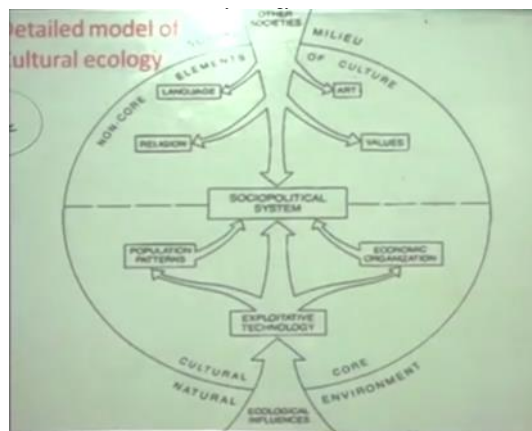 Detailed model of
Cultural ecology
OTHER
SOCIETIES
MILIEU
NON-CORE ELEMENTS OF CULTURE
LANGUAGE
ART
RELIGION
VALUES
SOCIOPOLITICAL
SYSTEM
POPULATION
PATTERNS
ECONOMIC
ORGANIZATION
EXPLOITATIVE
TECHNOLOGY
CULTURAL CORE
NATURAL ENVIRONMENT
ECOLOGICAL
INFLUENCES